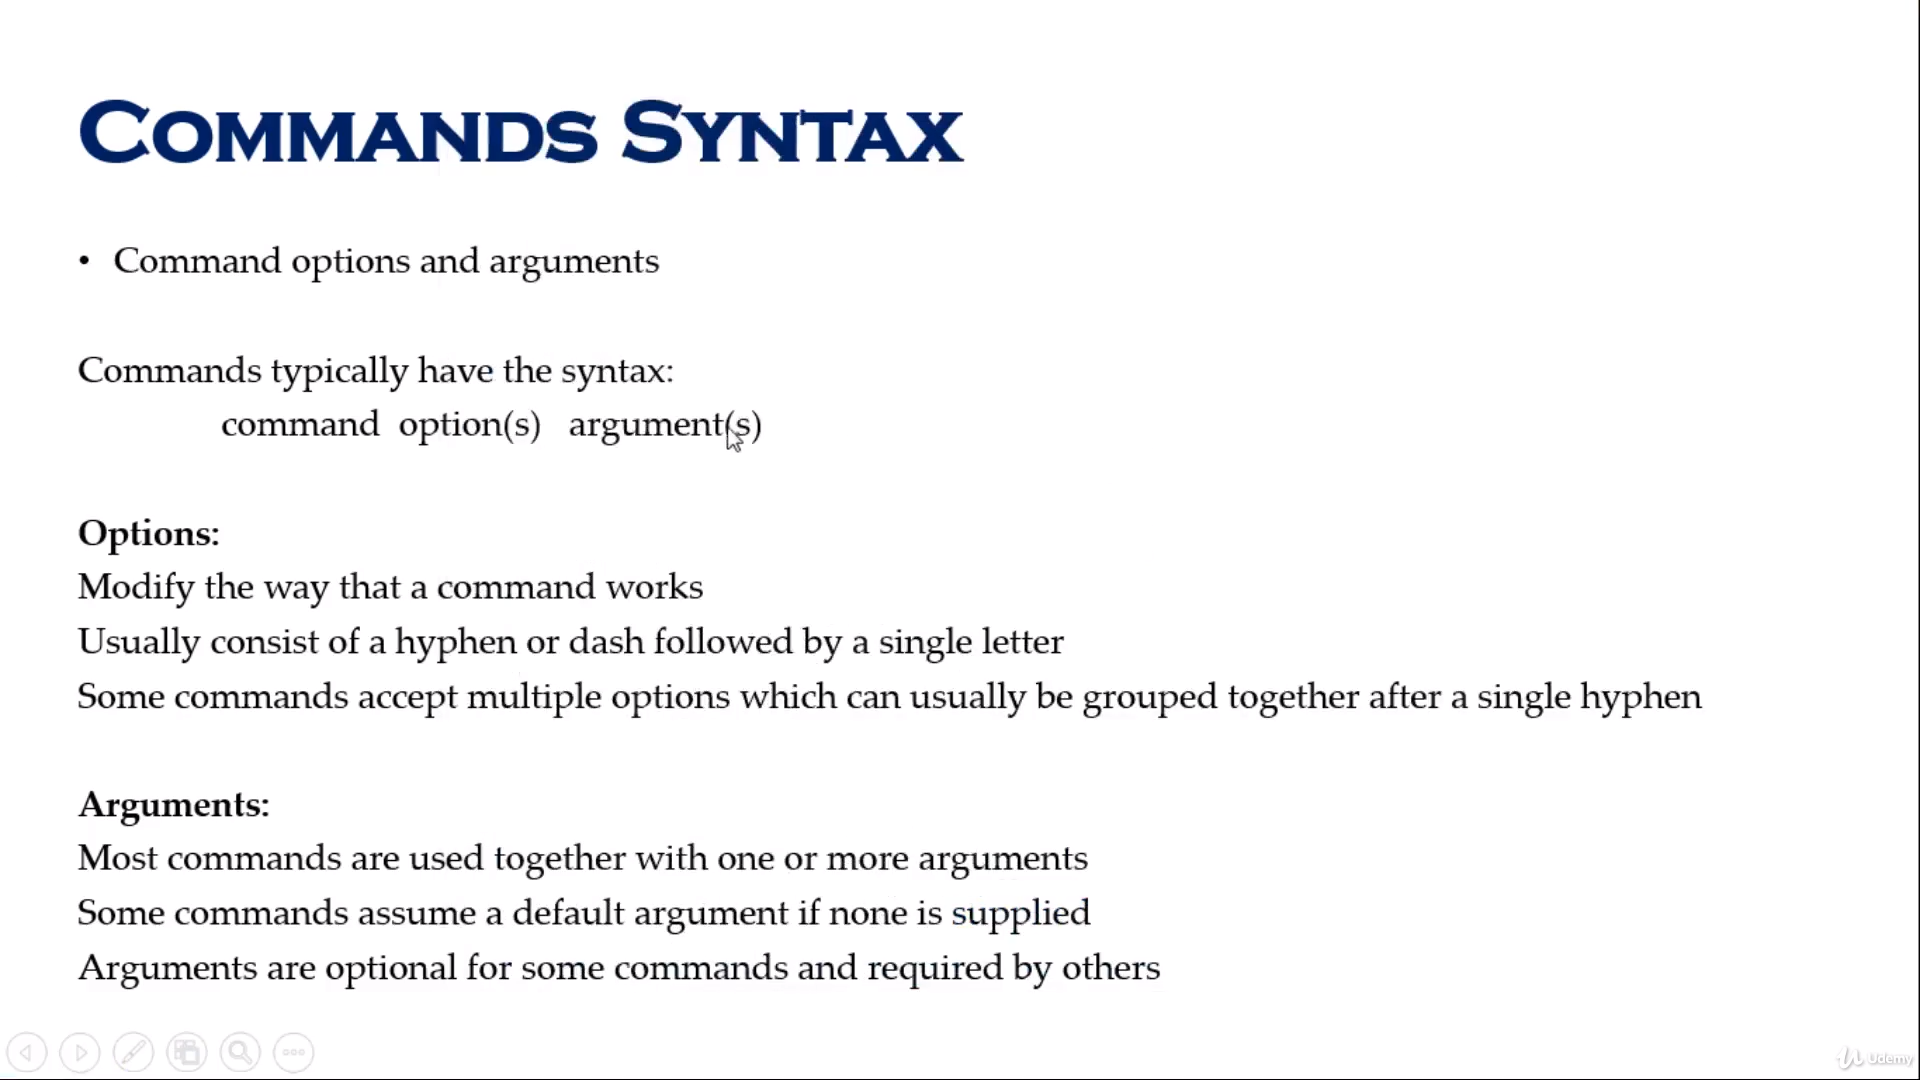 Commands Syntax
• Command options and arguments
Commands typically have the syntax:
command option(s) argument(s)
Options:
Modify the way that a command works
Usually consist of a hyphen or dash followed by a single letter
Some commands accept multiple options which can usually be grouped together after a single hyphen
Arguments:
Most commands are used together with one or more arguments
Some commands assume a default argument if none is supplied
Arguments are optional for some commands and required by others
Udemy